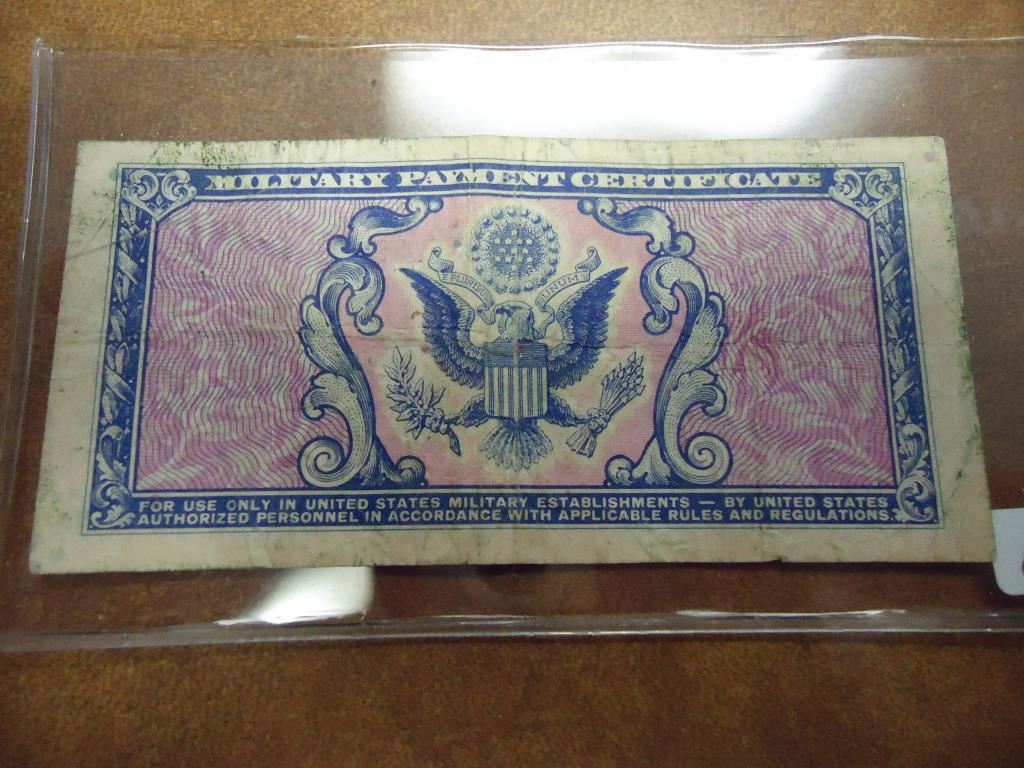 MILITARY PAYMENT CERTIFICATE
E PLURIBUS UNUM
FOR USE ONLY IN UNITED STATES MILITARY ESTABLISHMENTS — BY UNITED STATES
AUTHORIZED PERSONNEL IN ACCORDANCE WITH APPLICABLE RULES AND REGULATIONS.